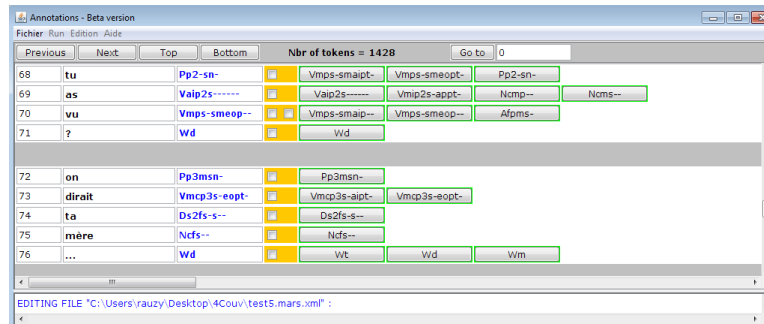 Annotations - Beta version
Fichier Run Edition Aide
Previous Next Top Bottom Nbr of tokens = 1428 Go to 0
68 tu Pp2-sn- Vmps-smaipt- Vmps-smeopt- Pp2-sn-
69 as Vaip2s------ Vaip2s------ Vmip2s-appt- Ncmp-- Ncms--
70 vu Vmps-smeop-- Vmps-smaip-- Vmps-smeop-- Afpms-
71 ? Wd Wd
72 on Pp3msn- Pp3msn-
73 dirait Vmcp3s-eopt- Vmcp3s-aipt- Vmcp3s-eopt-
74 ta Ds2fs-s-- Ds2fs-s--
75 mère Ncfs-- Ncfs--
76 ... Wd Wt Wd Wm
EDITING FILE "C:\Users\rauzy\Desktop\4Couv\test5.mars.xml" :